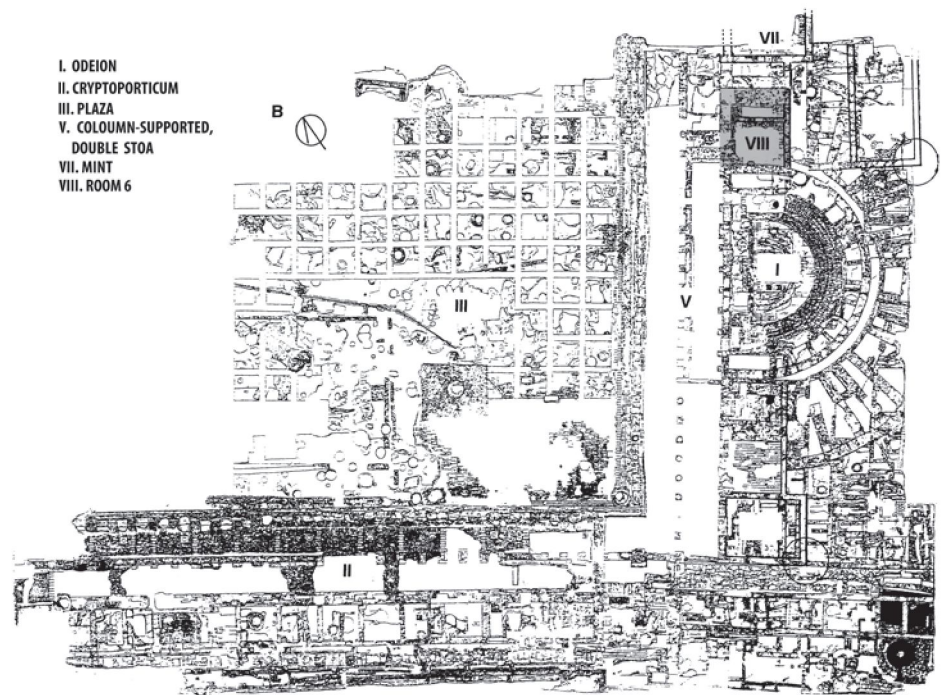 I. ODEION
II. CRYPTOPORTICUM
III. PLAZA
V. COLOUMN-SUPPORTED,
DOUBLE STOA
VII. MINT
VIII. ROOM 6
B
VII
VIII
I
V
III
II